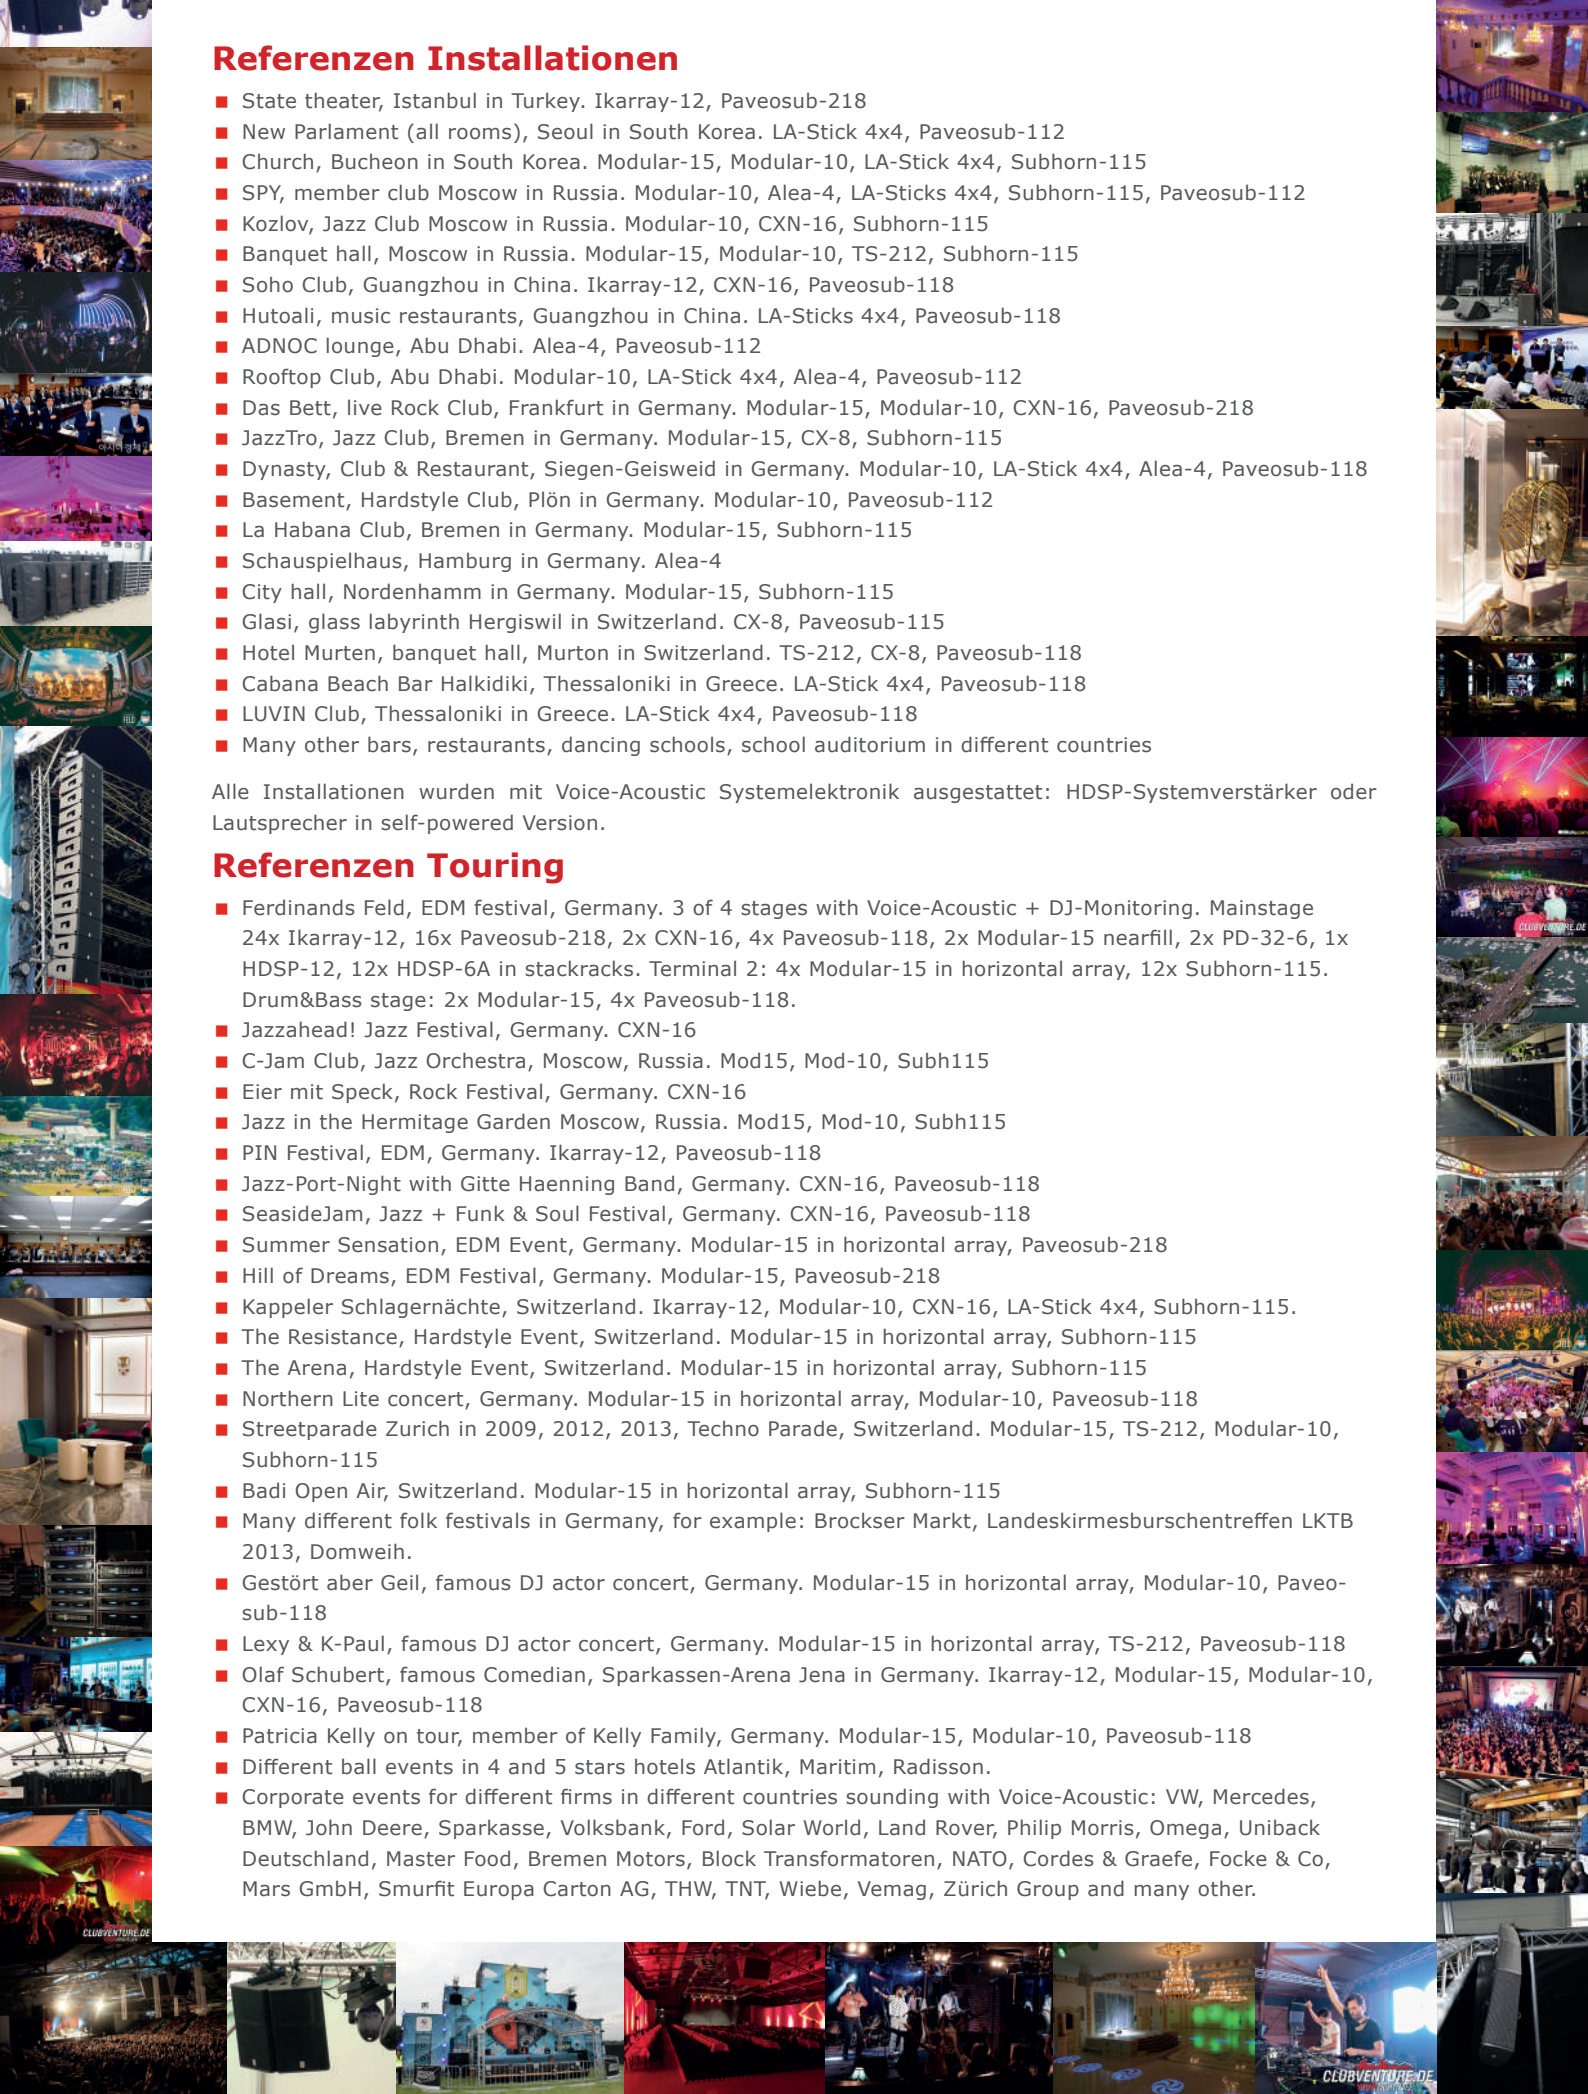 Referenzen Installationen
State theater, Istanbul in Turkey. Ikarray-12, Paveosub-218
New Parlament (all rooms), Seoul in South Korea. LA-Stick 4x4, Paveosub-112
Church, Bucheon in South Korea. Modular-15, Modular-10, LA-Stick 4x4, Subhorn-115
SPY, member club Moscow in Russia. Modular-10, Alea-4, LA-Sticks 4x4, Subhorn-115, Paveosub-112
Kozlov, Jazz Club Moscow in Russia. Modular-10, CXN-16, Subhorn-115
Banquet hall, Moscow in Russia. Modular-15, Modular-10, TS-212, Subhorn-115
Soho Club, Guangzhou in China. Ikarray-12, CXN-16, Paveosub-118
Hutoali, music restaurants, Guangzhou in China. LA-Sticks 4x4, Paveosub-118
ADNOC lounge, Abu Dhabi. Alea-4, Paveosub-112
Rooftop Club, Abu Dhabi. Modular-10, LA-Stick 4x4, Alea-4, Paveosub-112
Das Bett, live Rock Club, Frankfurt in Germany. Modular-15, Modular-10, CXN-16, Paveosub-218
JazzTro, Jazz Club, Bremen in Germany. Modular-15, CX-8, Subhorn-115
Dynasty, Club & Restaurant, Siegen-Geisweid in Germany. Modular-10, LA-Stick 4x4, Alea-4, Paveosub-118
Basement, Hardstyle Club, Plön in Germany. Modular-10, Paveosub-112
La Habana Club, Bremen in Germany. Modular-15, Subhorn-115
Schauspielhaus, Hamburg in Germany. Alea-4
City hall, Nordenhamm in Germany. Modular-15, Subhorn-115
Glasi, glass labyrinth Hergiswil in Switzerland. CX-8, Paveosub-115
Hotel Murten, banquet hall, Murton in Switzerland. TS-212, CX-8, Paveosub-118
Cabana Beach Bar Halkidiki, Thessaloniki in Greece. LA-Stick 4x4, Paveosub-118
LUVIN Club, Thessaloniki in Greece. LA-Stick 4x4, Paveosub-118
Many other bars, restaurants, dancing schools, school auditorium in different countries
Alle Installationen wurden mit Voice-Acoustic Systemelektronik ausgestattet: HDSP-Systemverstärker oder
Lautsprecher in self-powered Version.
Referenzen Touring
Ferdinands Feld, EDM festival, Germany. 3 of 4 stages with Voice-Acoustic + DJ-Monitoring. Mainstage
24x Ikarray-12, 16x Paveosub-218, 2x CXN-16, 4x Paveosub-118, 2x Modular-15 nearfill, 2x PD-32-6, 1x
HDSP-12, 12x HDSP-6A in stackracks. Terminal 2: 4x Modular-15 in horizontal array, 12x Subhorn-115.
Drum&Bass stage: 2x Modular-15, 4x Paveosub-118.
Jazzahead! Jazz Festival, Germany. CXN-16
C-Jam Club, Jazz Orchestra, Moscow, Russia. Mod15, Mod-10, Subh115
Eier mit Speck, Rock Festival, Germany. CXN-16
Jazz in the Hermitage Garden Moscow, Russia. Mod15, Mod-10, Subh115
PIN Festival, EDM, Germany. Ikarray-12, Paveosub-118
Jazz-Port-Night with Gitte Haenning Band, Germany. CXN-16, Paveosub-118
SeasideJam, Jazz + Funk & Soul Festival, Germany. CXN-16, Paveosub-118
Summer Sensation, EDM Event, Germany. Modular-15 in horizontal array, Paveosub-218
Hill of Dreams, EDM Festival, Germany. Modular-15, Paveosub-218
Kappeler Schlagernächte, Switzerland. Ikarray-12, Modular-10, CXN-16, LA-Stick 4x4, Subhorn-115.
The Resistance, Hardstyle Event, Switzerland. Modular-15 in horizontal array, Subhorn-115
The Arena, Hardstyle Event, Switzerland. Modular-15 in horizontal array, Subhorn-115
Northern Lite concert, Germany. Modular-15 in horizontal array, Modular-10, Paveosub-118
Streetparade Zurich in 2009, 2012, 2013, Techno Parade, Switzerland. Modular-15, TS-212, Modular-10,
Subhorn-115
Badi Open Air, Switzerland. Modular-15 in horizontal array, Subhorn-115
Many different folk festivals in Germany, for example: Brockser Markt, Landeskirmesburschentreffen LKTB
2013, Domweih.
Gestört aber Geil, famous DJ actor concert, Germany. Modular-15 in horizontal array, Modular-10, Paveo-
sub-118
Lexy & K-Paul, famous DJ actor concert, Germany. Modular-15 in horizontal array, TS-212, Paveosub-118
Olaf Schubert, famous Comedian, Sparkassen-Arena Jena in Germany. Ikarray-12, Modular-15, Modular-10,
CXN-16, Paveosub-118
Patricia Kelly on tour, member of Kelly Family, Germany. Modular-15, Modular-10, Paveosub-118
Different ball events in 4 and 5 stars hotels Atlantik, Maritim, Radisson.
Corporate events for different firms in different countries sounding with Voice-Acoustic: VW, Mercedes,
BMW, John Deere, Sparkasse, Volksbank, Ford, Solar World, Land Rover, Philip Morris, Omega, Uniback
Deutschland, Master Food, Bremen Motors, Block Transformatoren, NATO, Cordes & Graefe, Focke & Co,
Mars GmbH, Smurfit Europa Carton AG, THW, TNT, Wiebe, Vemag, Zürich Group and many other.
CLUBVENTURE.DE
CLUBVENTURE.DE
CLUBVENTURE.DE